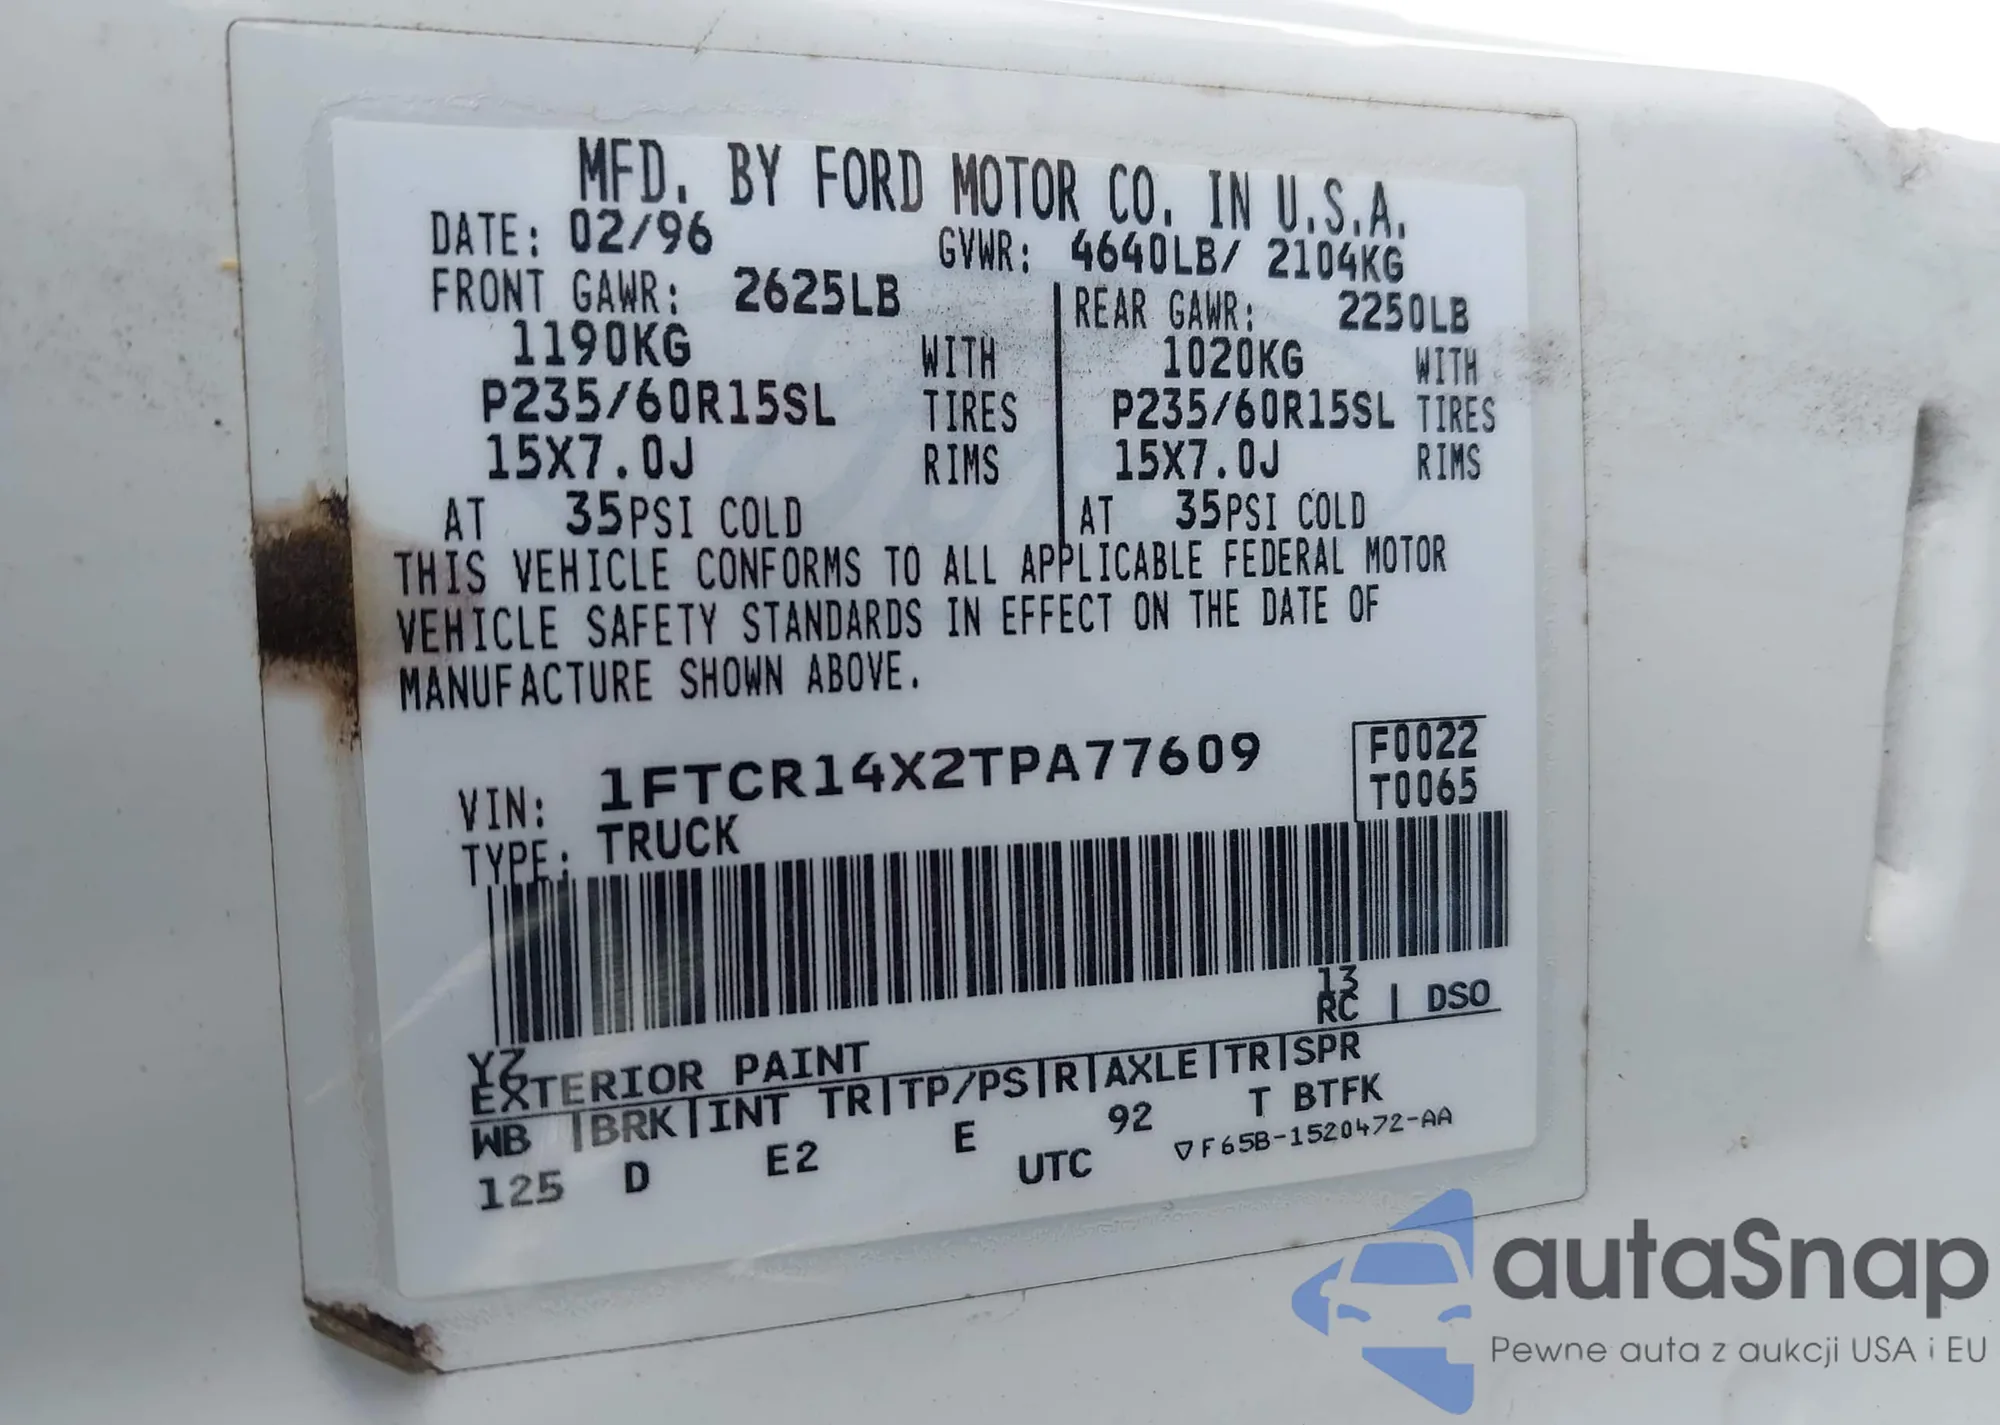 MFD. BY FORD MOTOR CO. IN U.S.A.
DATE: 02/96 GVWR: 4640LB/ 2104KG
FRONT GAWR: 2625LB REAR GAWR: 2250LB
1190KG WITH 1020KG WITH
P235/60R15SL TIRES P235/60R15SL TIRES
15X7.0J RIMS 15X7.0J RIMS
AT 35PSI COLD AT 35PSI COLD
THIS VEHICLE CONFORMS TO ALL APPLICABLE FEDERAL MOTOR
VEHICLE SAFETY STANDARDS IN EFFECT ON THE DATE OF
MANUFACTURE SHOWN ABOVE.
VIN: 1FTCR14X2TPA77609 F0022
TYPE: TRUCK T0065
13
YZ RC | DSO
EXTERIOR PAINT
WB |BRK|INT TR|TP/PS|R|AXLE|TR|SPR
125 D E2 E 92 T BTFK
UTC ▽F65B-1520472-AA
autoSnap
Pewne auta z aukcji USA i EU